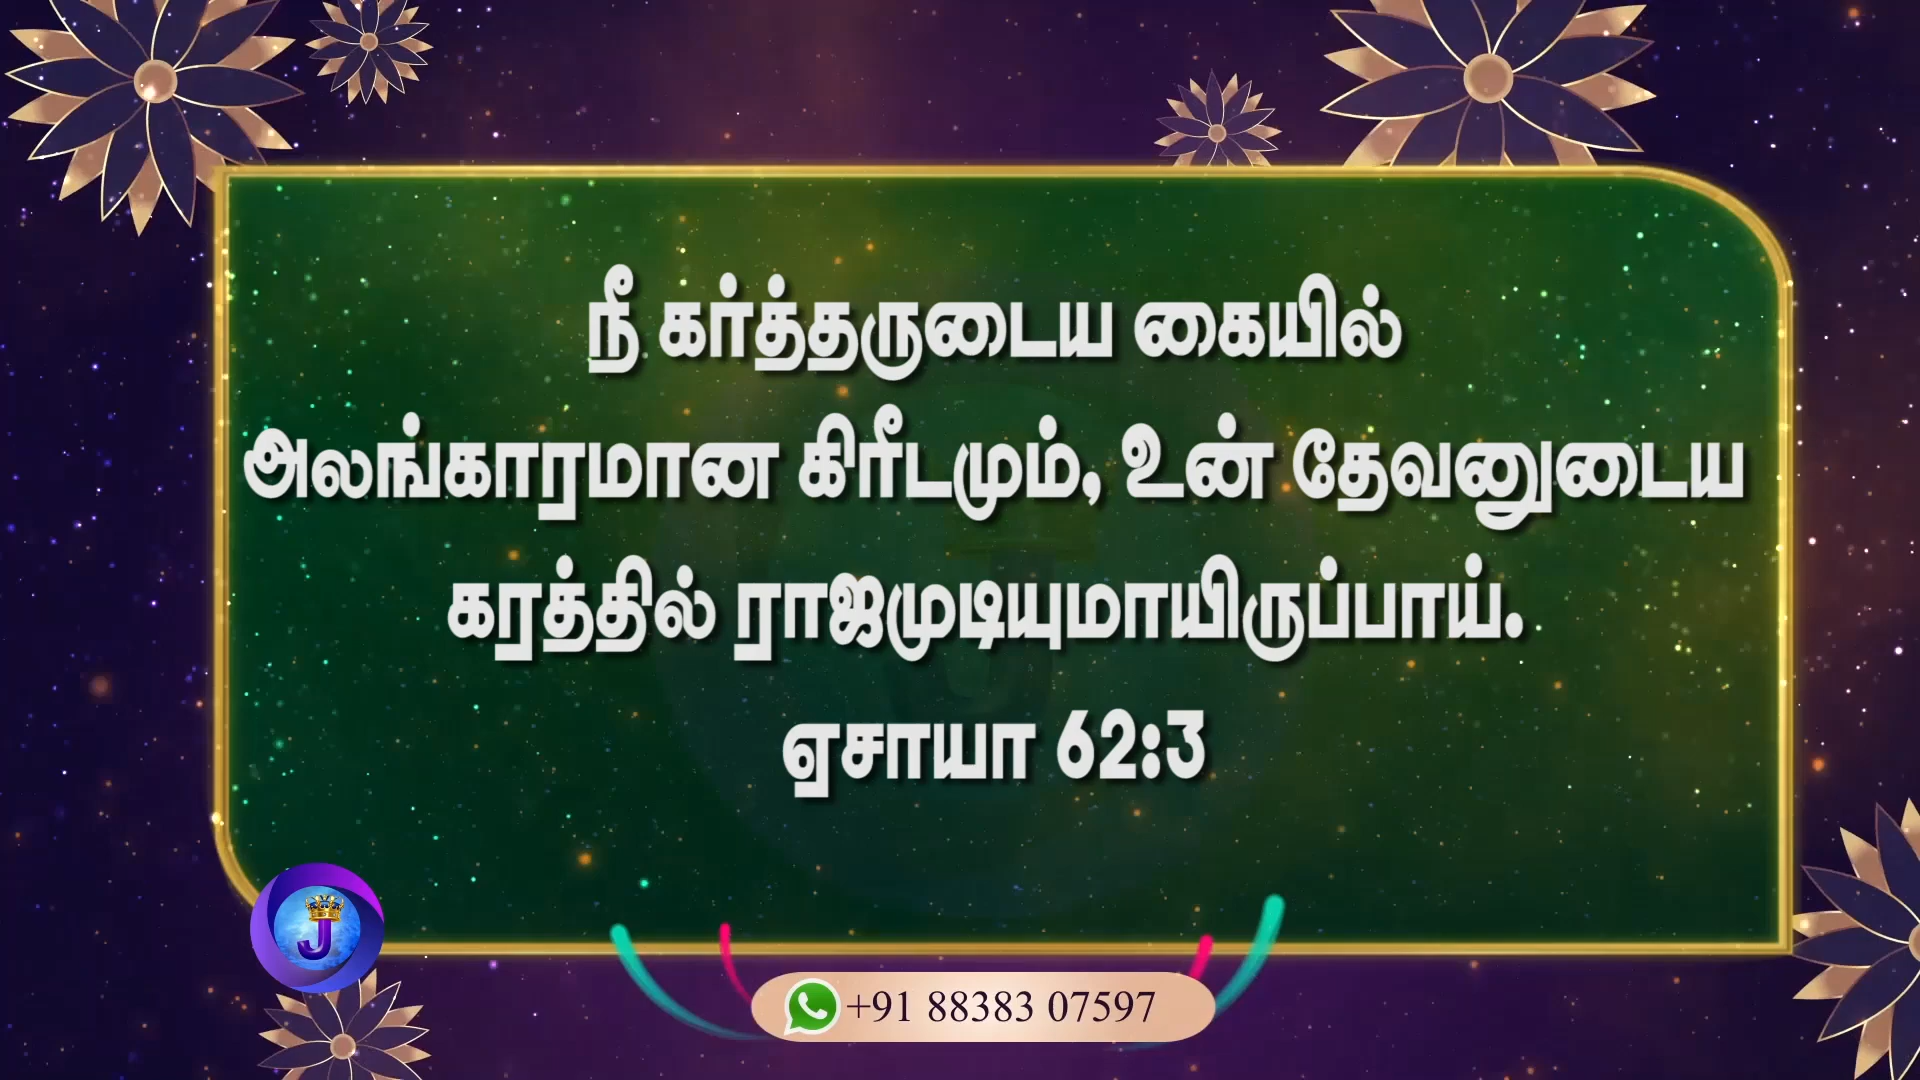 நீ கர்த்தருடைய கையில்
அலங்காரமான கிரீடமும், உன் தேவனுடைய
கரத்தில் ராஜமுடியுமாயிருப்பாய்.
ஏசாயா 62:3
J
+91 88383 07597